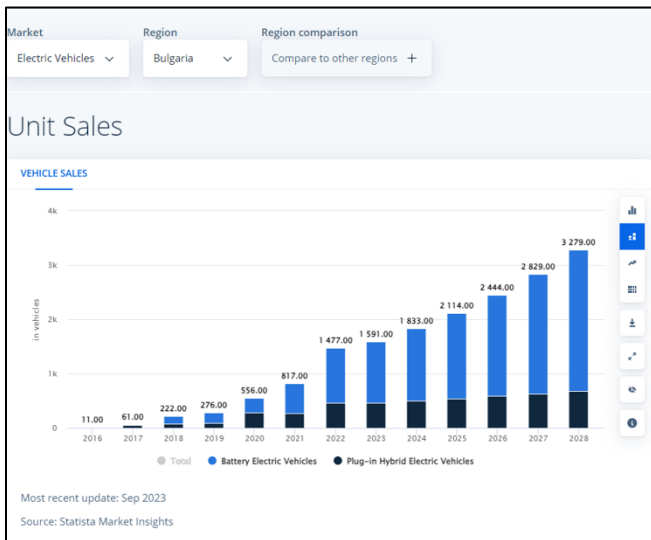 Market Region Region comparison
Electric Vehicles Bulgaria Compare to other regions +
Unit Sales
VEHICLE SALES
4k
3 279.00
3k
2 829.00
2 444.00
2 114.00
in vehicles
2k
1 833.00
1 477.00 1 591.00
1k
817.00
556.00
222.00 276.00
11.00 61.00
0
2016 2017 2018 2019 2020 2021 2022 2023 2024 2025 2026 2027 2028
Total Battery Electric Vehicles Plug-in Hybrid Electric Vehicles
Most recent update: Sep 2023
Source: Statista Market Insights